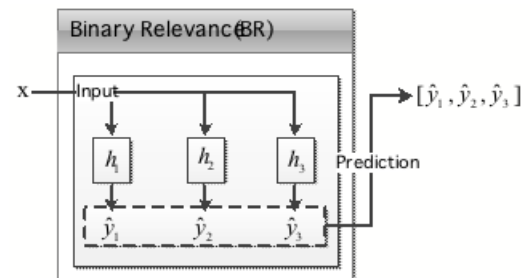 Binary Relevance(BR)
x Input [ŷ₁, ŷ₂, ŷ₃]
h₁ h₂ h₃
Prediction
ŷ₁ ŷ₂ ŷ₃